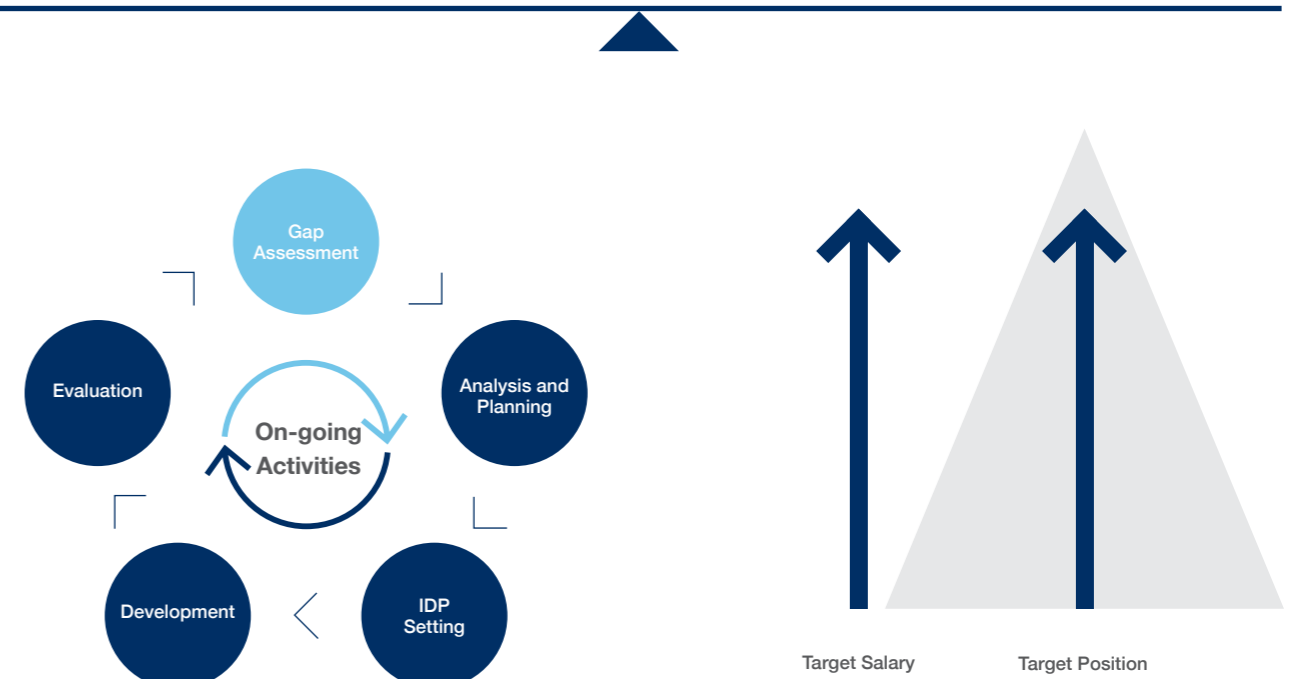 Gap
Assessment
Evaluation
Analysis and
Planning
On-going
Activities
Development
IDP
Setting
Target Salary
Target Position